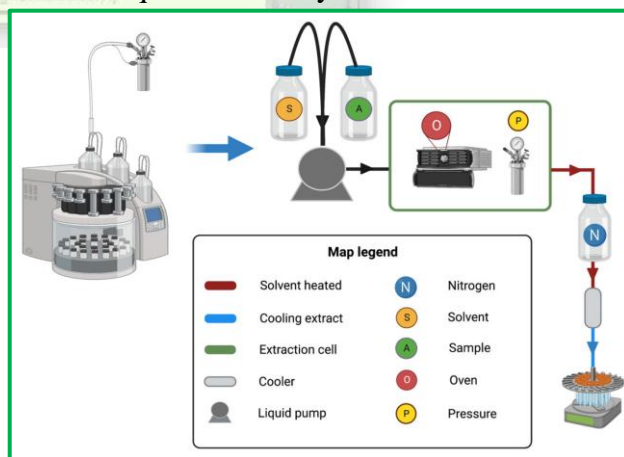 S
A
O
P
N
Map legend
Solvent heated
N
Nitrogen
Cooling extract
S
Solvent
Extraction cell
A
Sample
Cooler
O
Oven
Liquid pump
P
Pressure